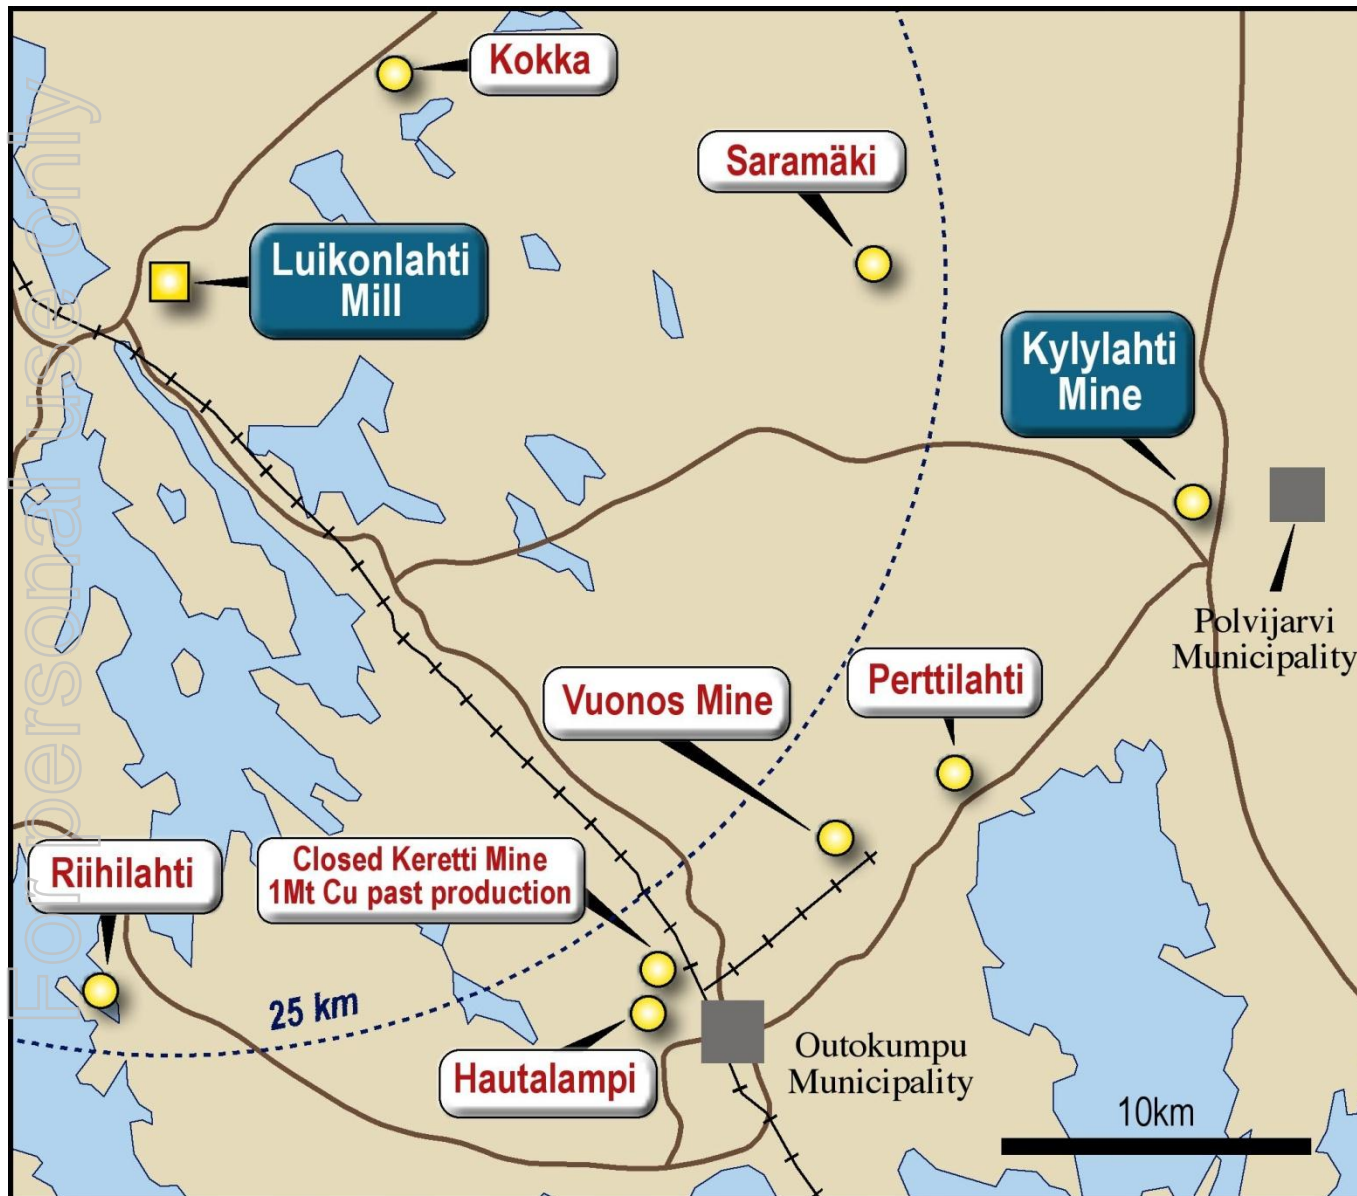 For personal use only
Kokka
Saramäki
Luikonlahti
Mill
Kylylahti
Mine
Polvijarvi
Municipality
Perttilahti
Vuonos Mine
Closed Keretti Mine
1Mt Cu past production
Riihilahti
25 km
Hautalampi
Outokumpu
Municipality
10km